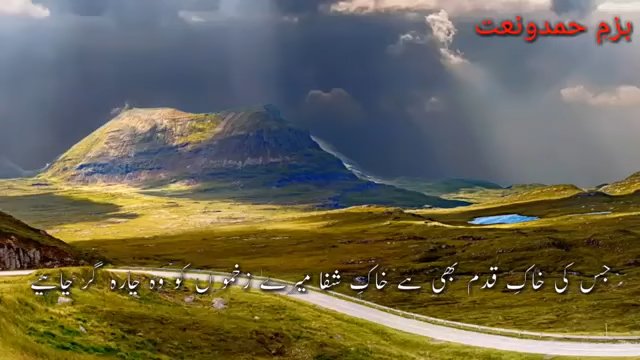 بزمِ حمدونعت
جس کی خاکِ قدم بھی ہے خاکِ شفا میرے زخموں کو وہ چارہ گر چاہیے